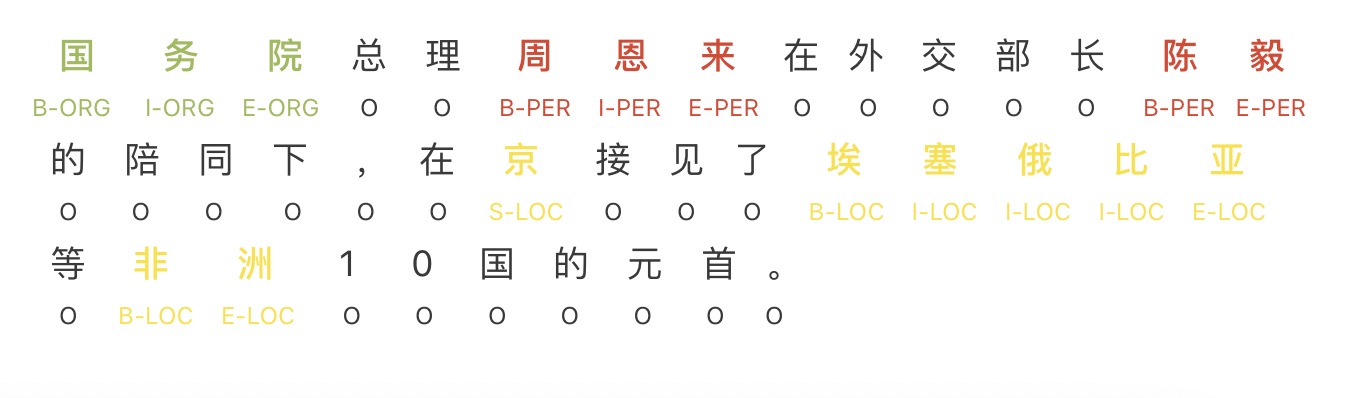 国 务 院 总 理 周 恩 来 在 外 交 部 长 陈 毅
B-ORG I-ORG E-ORG O O B-PER I-PER E-PER O O O O O B-PER E-PER
的 陪 同 下 , 在 京 接 见 了 埃 塞 俄 比 亚
O O O O O O S-LOC O O O B-LOC I-LOC I-LOC I-LOC E-LOC
等 非 洲 1 0 国 的 元 首 。
O B-LOC E-LOC O O O O O O O